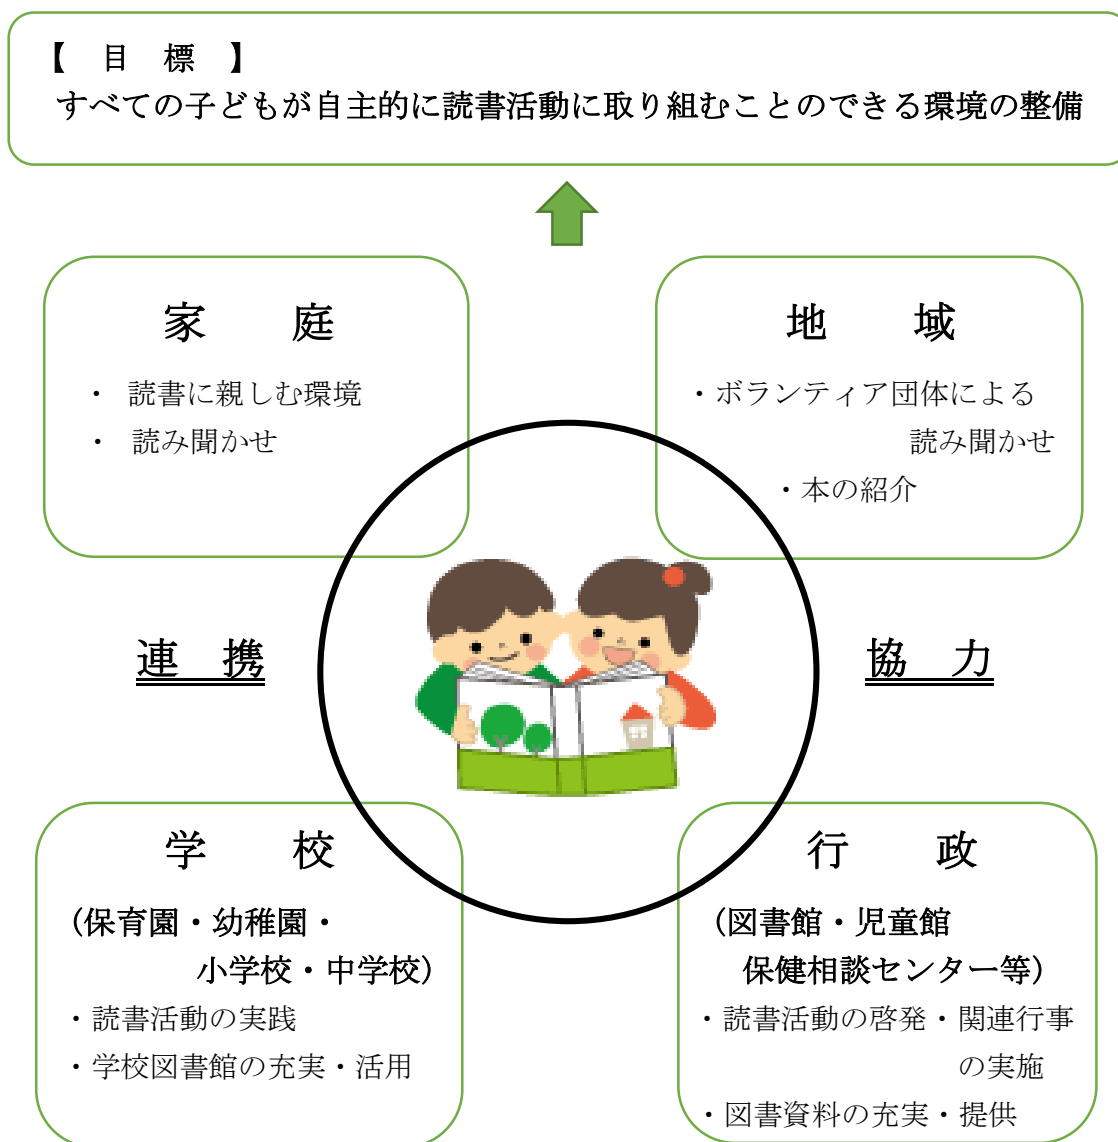 【　目　標　】
すべての子どもが自主的に読書活動に取り組むことのできる環境の整備
家　　庭
・　読書に親しむ環境
・　読み聞かせ
地　　域
・ボランティア団体による
読み聞かせ
・本の紹介
連　携
協　力
学　　校
(保育園・幼稚園・
小学校・中学校)
・読書活動の実践
・学校図書館の充実・活用
行　　政
(図書館・児童館
保健相談センター等)
・読書活動の啓発・関連行事
の実施
・図書資料の充実・提供